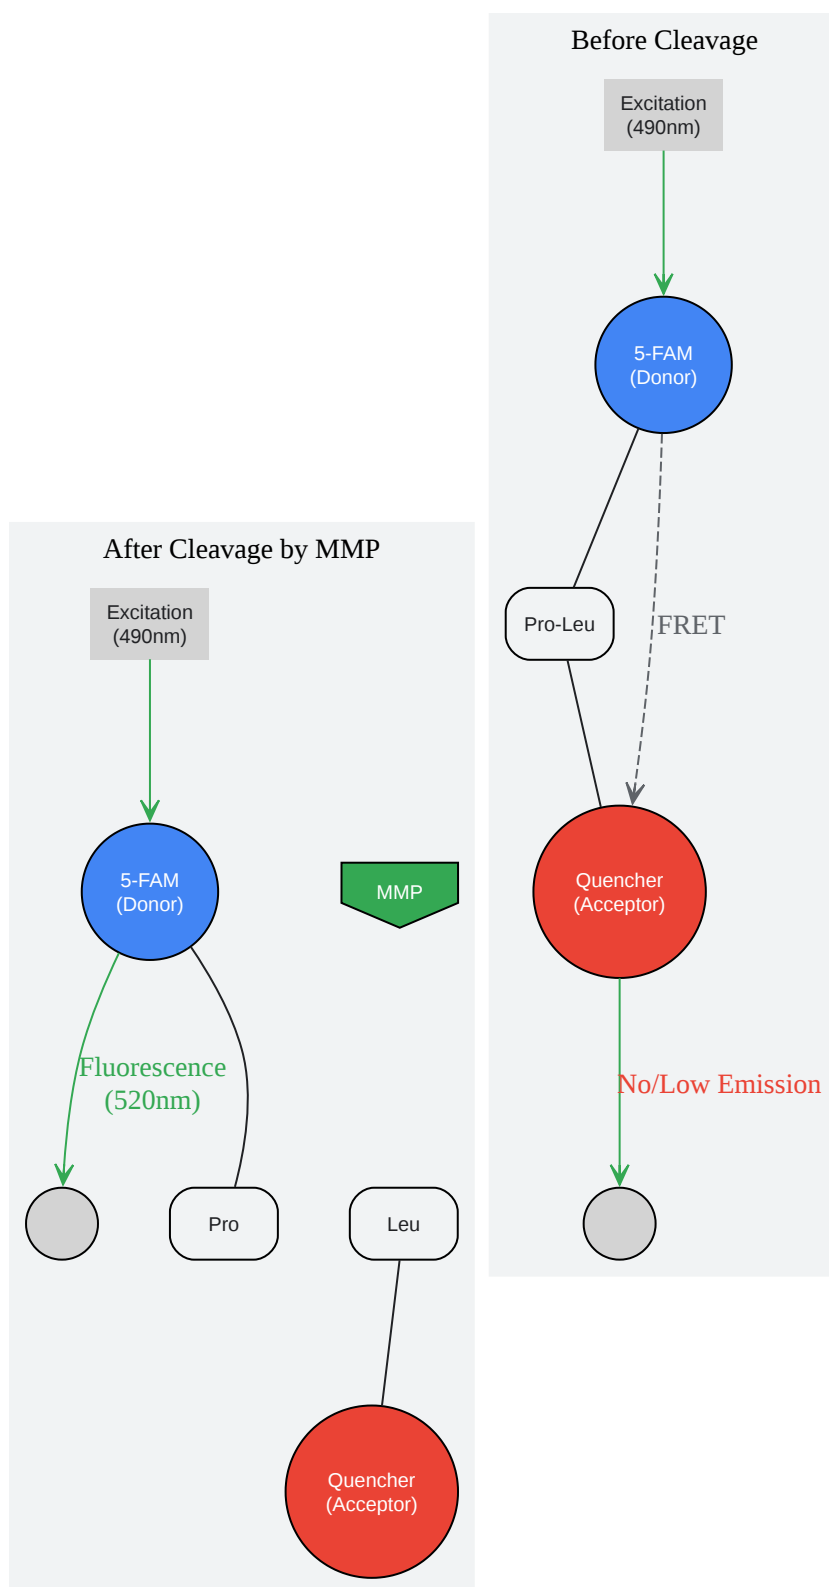 Before Cleavage
Excitation
(490nm)
5-FAM
(Donor)
Pro-Leu
FRET
Quencher
(Acceptor)
No/Low Emission
After Cleavage by MMP
Excitation
(490nm)
5-FAM
(Donor)
MMP
Fluorescence
(520nm)
Pro
Leu
Quencher
(Acceptor)